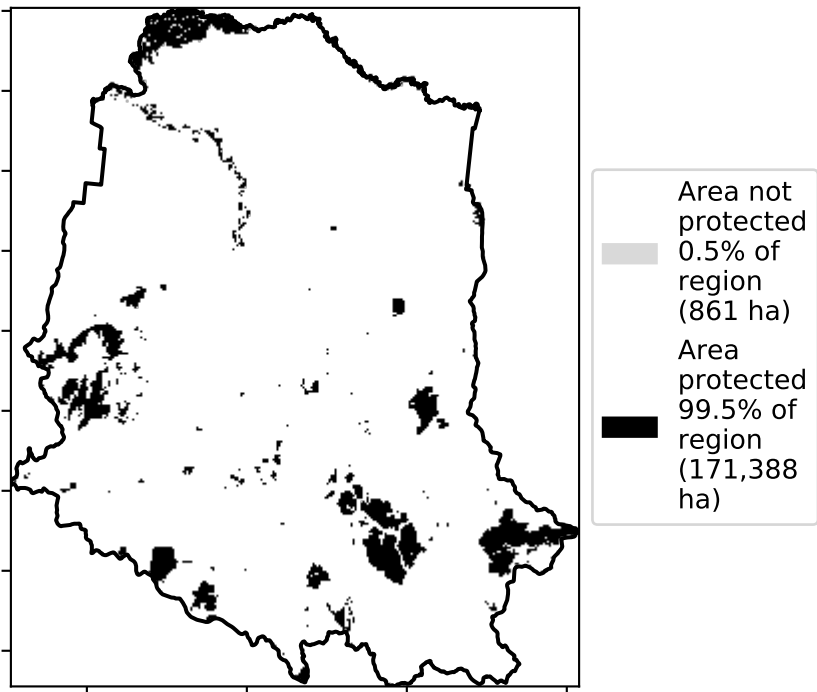 Area not
protected
0.5% of
region
(861 ha)
Area
protected
99.5% of
region
(171,388
ha)